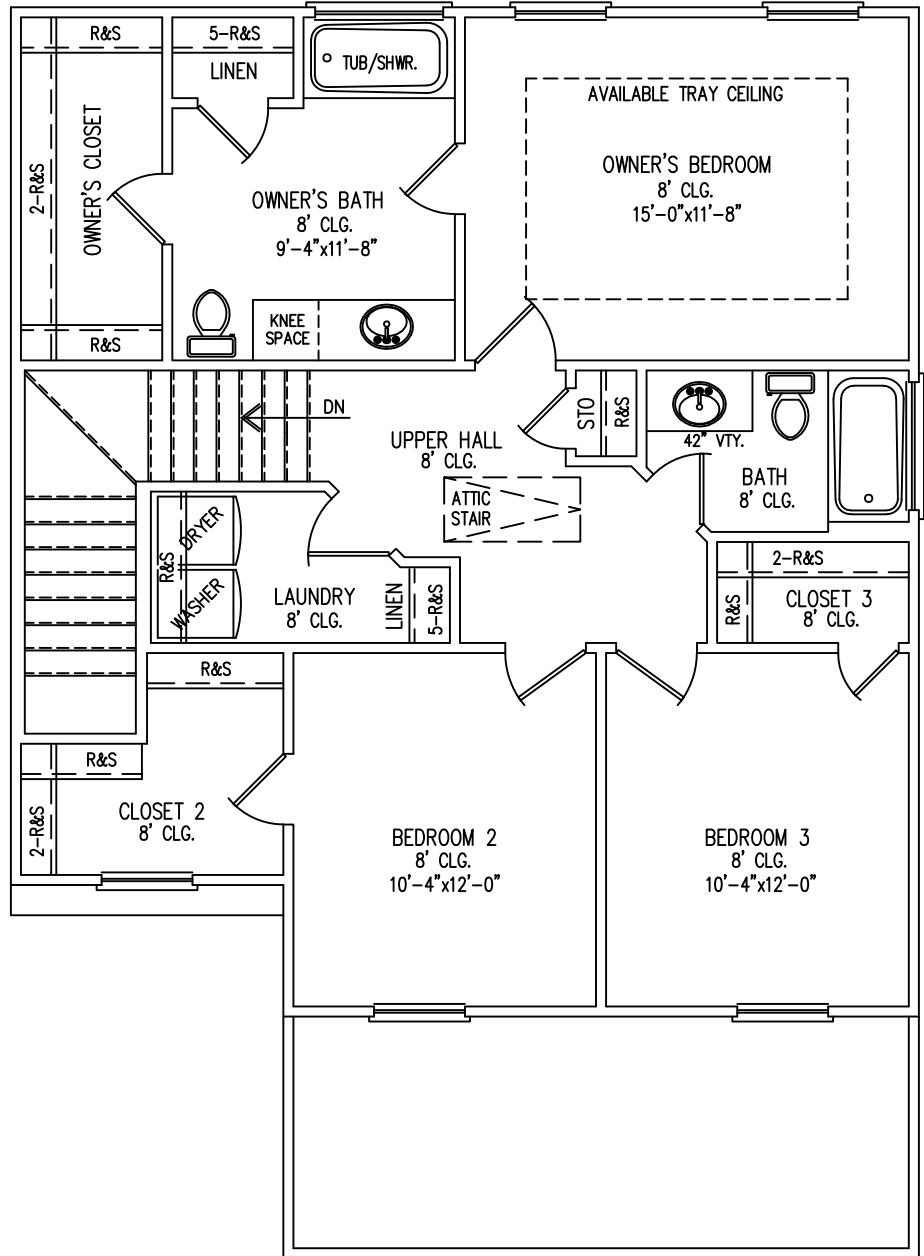 R&S
5-R&S
LINEN
TUB/SHWR.
AVAILABLE TRAY CEILING
2-R&S
OWNER'S CLOSET
OWNER'S BATH
8' CLG.
9'-4"x11'-8"
OWNER'S BEDROOM
8' CLG.
15'-0"x11'-8"
KNEE
SPACE
R&S
DN
UPPER HALL
8' CLG.
STO
R&S
42" VTY.
BATH
8' CLG.
ATTIC
STAIR
DRYER
R&S
WASHER
LAUNDRY
8' CLG.
LINEN
5-R&S
2-R&S
R&S
CLOSET 3
8' CLG.
R&S
R&S
2-R&S
CLOSET 2
8' CLG.
BEDROOM 2
8' CLG.
10'-4"x12'-0"
BEDROOM 3
8' CLG.
10'-4"x12'-0"